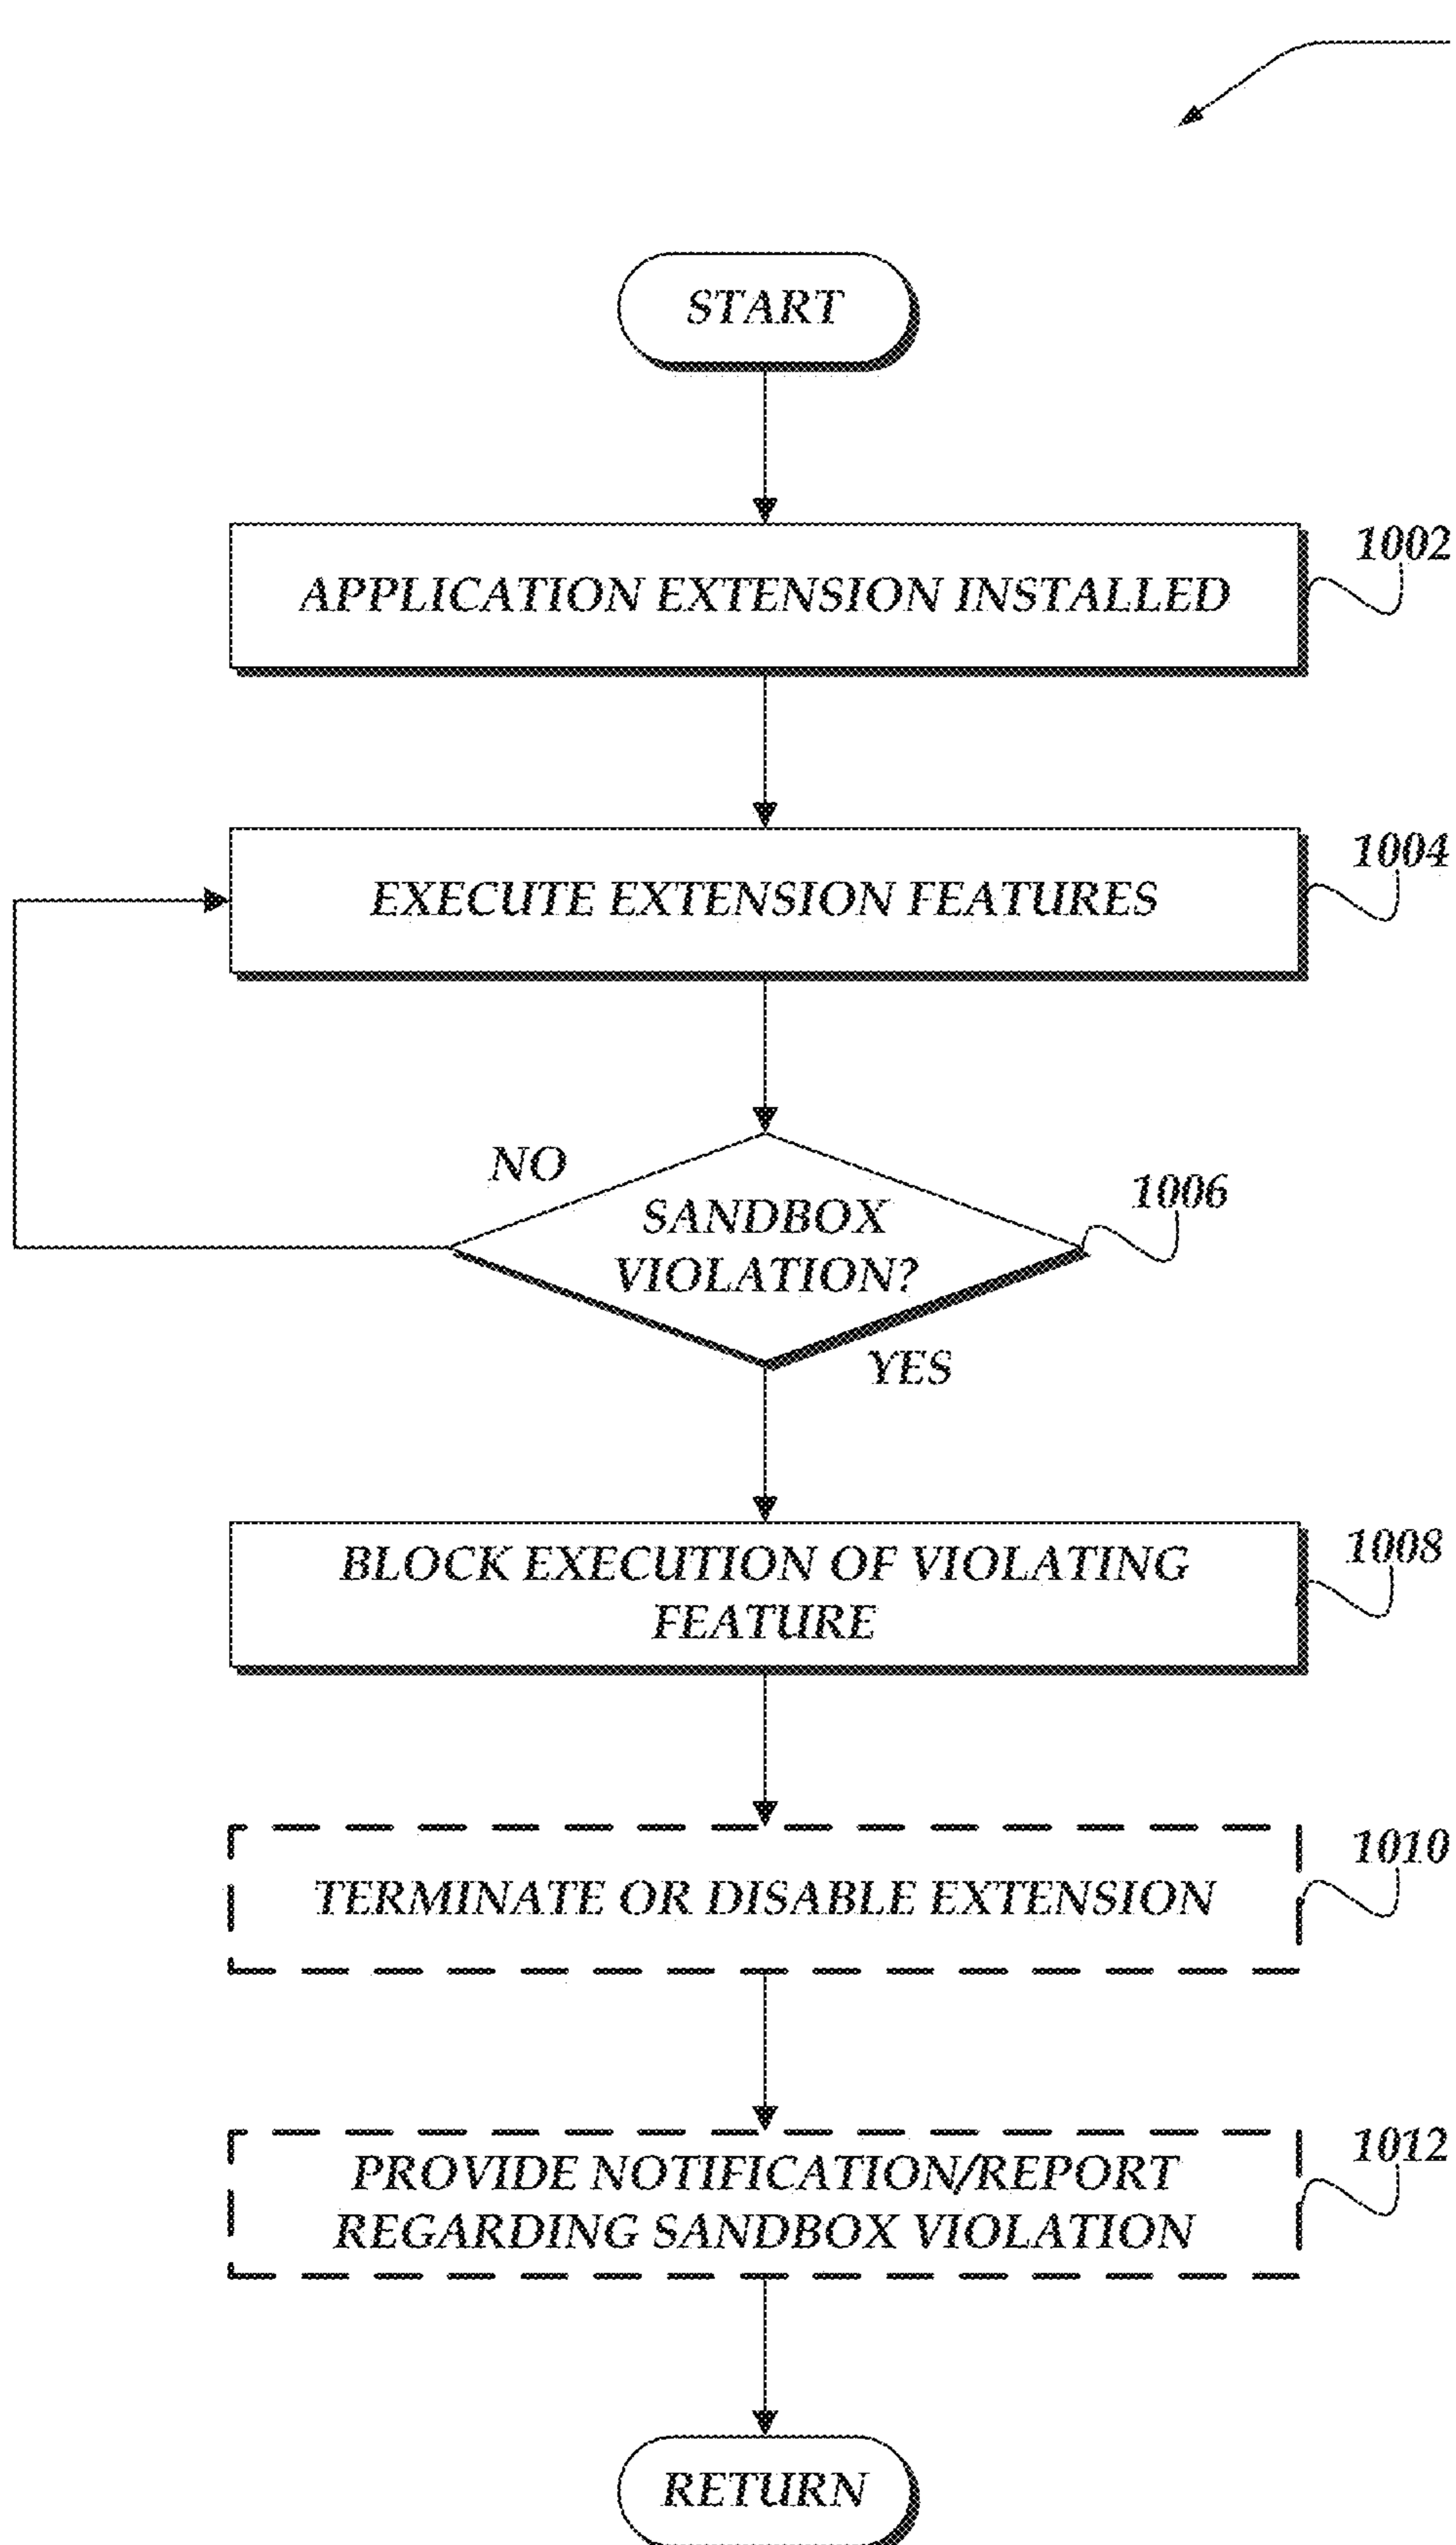 START
APPLICATION EXTENSION INSTALLED
1002
EXECUTE EXTENSION FEATURES
1004
NO
SANDBOX
VIOLATION?
1006
YES
BLOCK EXECUTION OF VIOLATING
FEATURE
1008
TERMINATE OR DISABLE EXTENSION
1010
PROVIDE NOTIFICATION/REPORT
REGARDING SANDBOX VIOLATION
1012
RETURN